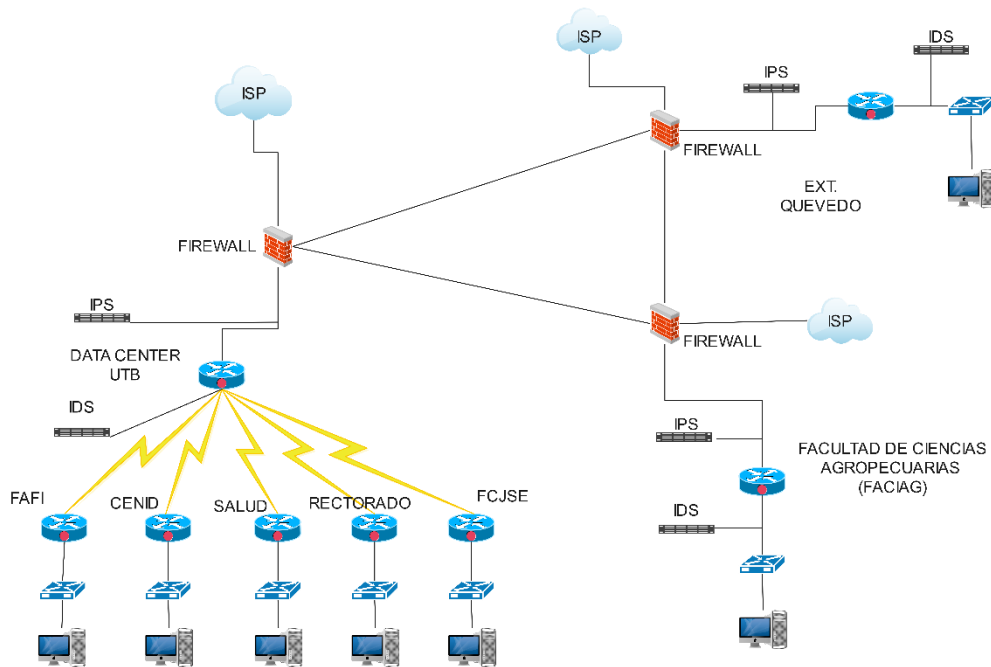 ISP
ISP
IDS
IPS
FIREWALL
EXT.
QUEVEDO
FIREWALL
IPS
ISP
FIREWALL
DATA CENTER
UTB
IDS
IPS
FACULTAD DE CIENCIAS
AGROPECUARIAS
(FACIAG)
FAFI
CENID
SALUD
RECTORADO
FCJSE
IDS